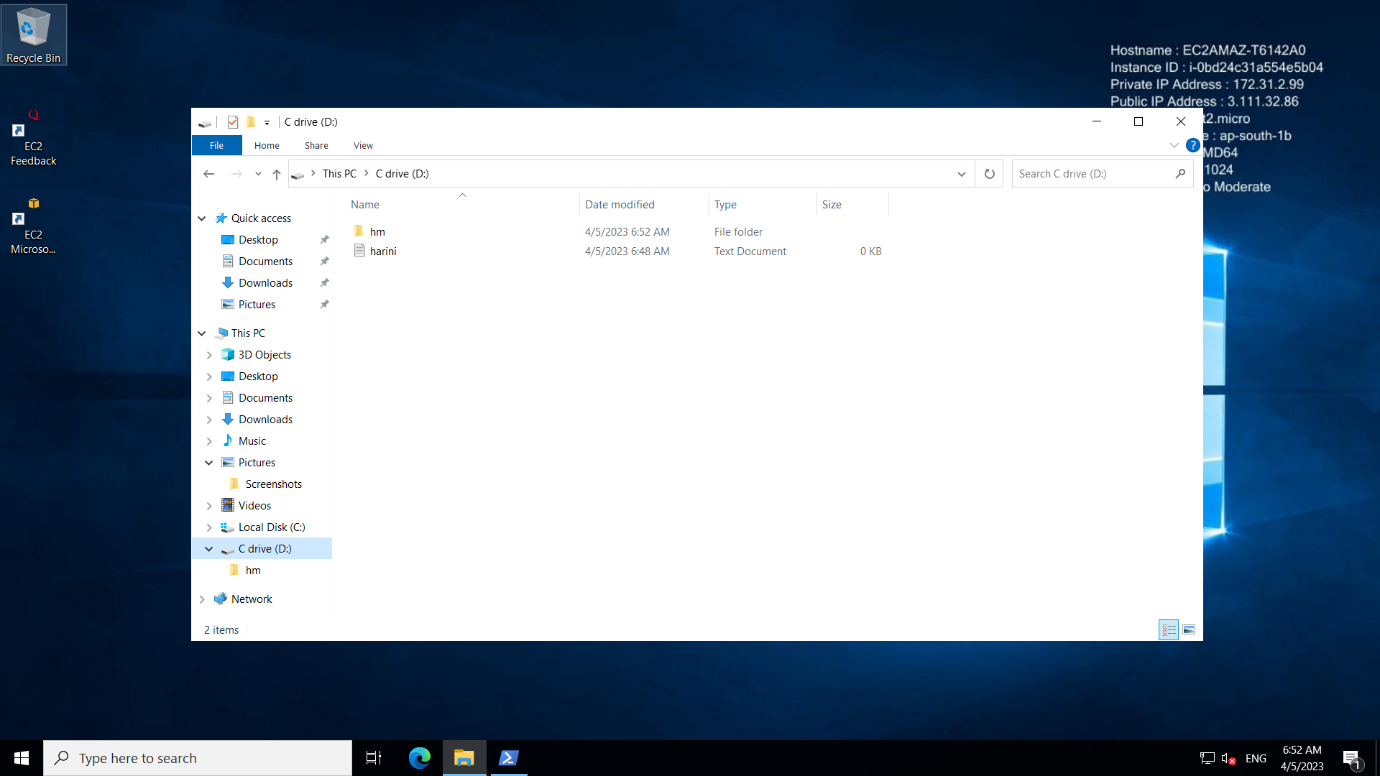 Recycle Bin
EC2
Feedback
EC2
Microso...
Hostname : EC2AMAZ-T6142A0
Instance ID : i-0bd24c31a554e5b04
Private IP Address : 172.31.2.99
Public IP Address : 3.111.32.86
t2.micro
e : ap-south-1b
MD64
1024
o Moderate
C drive (D:)
File Home Share View
This PC C drive (D:)
Search C drive (D:)
Name Date modified Type Size
hm 4/5/2023 6:52 AM File folder
harini 4/5/2023 6:48 AM Text Document 0 KB
Quick access
Desktop
Documents
Downloads
Pictures
This PC
3D Objects
Desktop
Documents
Downloads
Music
Pictures
Screenshots
Videos
Local Disk (C:)
C drive (D:)
hm
Network
2 items
Type here to search
ENG
6:52 AM
4/5/2023
1